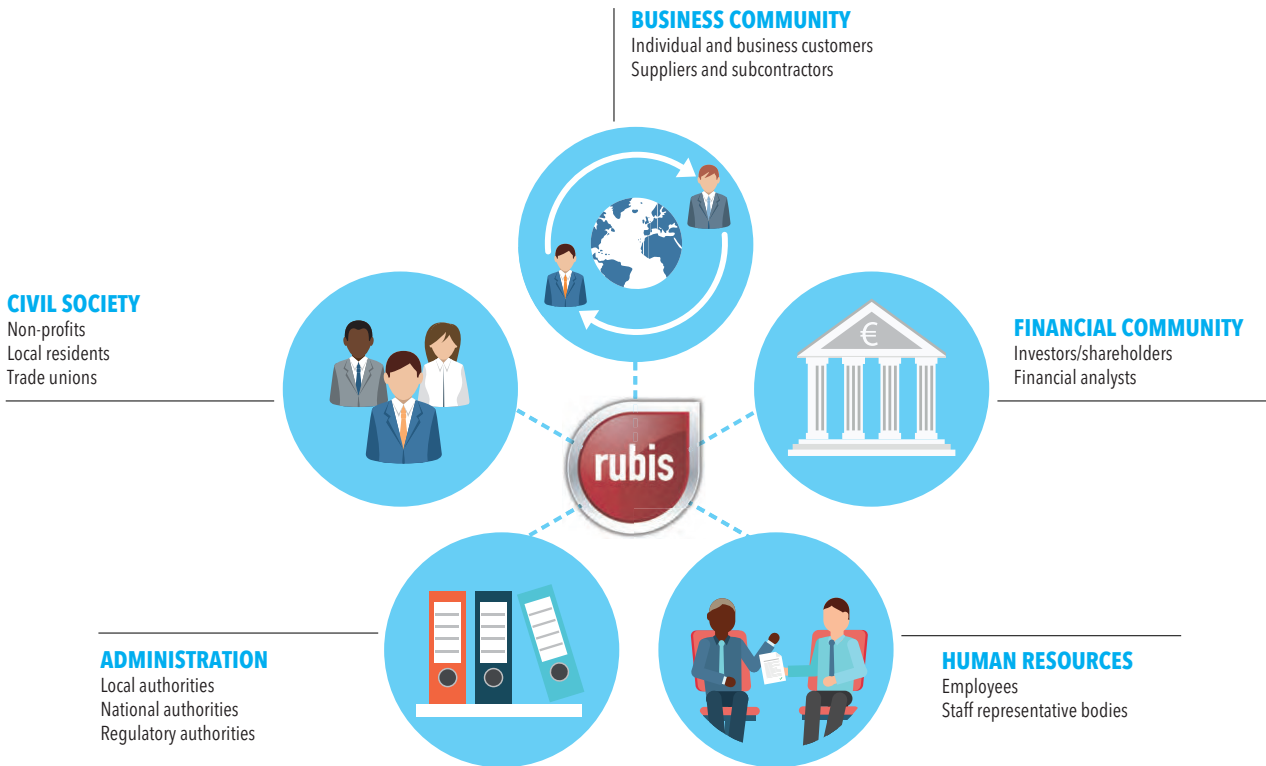 BUSINESS COMMUNITY
Individual and business customers
Suppliers and subcontractors
CIVIL SOCIETY
Non-profits
Local residents
Trade unions
€
FINANCIAL COMMUNITY
Investors/shareholders
Financial analysts
rubis
ADMINISTRATION
Local authorities
National authorities
Regulatory authorities
HUMAN RESOURCES
Employees
Staff representative bodies